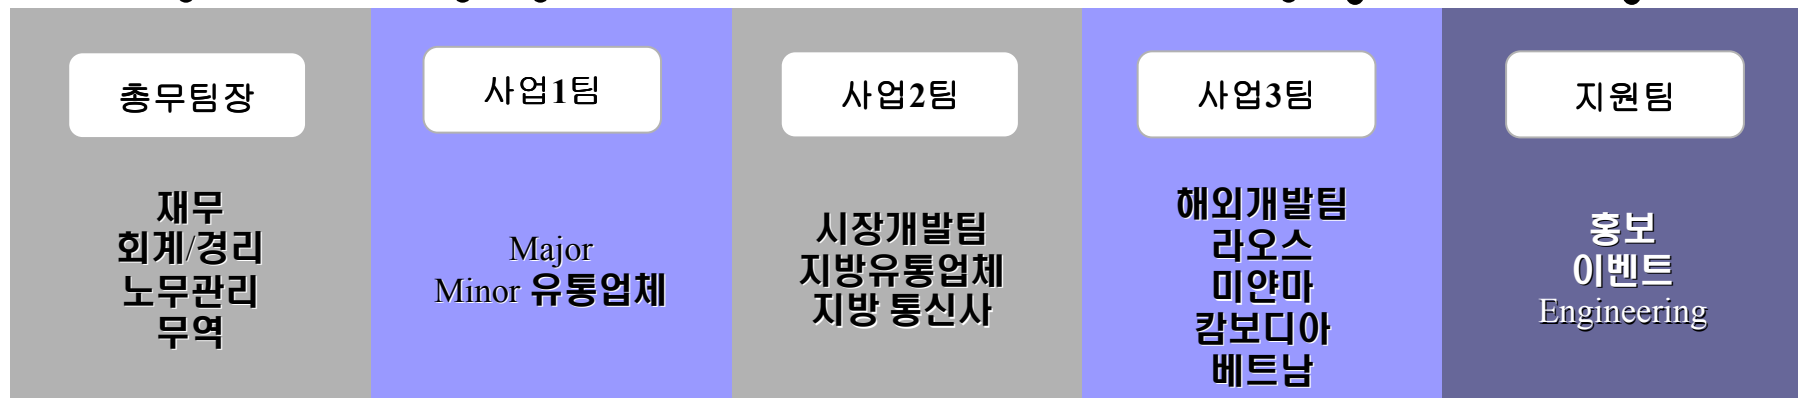 총무팀장
재무
회계/경리
노무관리
무역
사업1팀
Major
Minor 유통업체
사업2팀
시장개발팀
지방유통업체
지방 통신사
사업3팀
해외개발팀
라오스
미얀마
캄보디아
베트남
지원팀
홍보
이벤트
Engineering